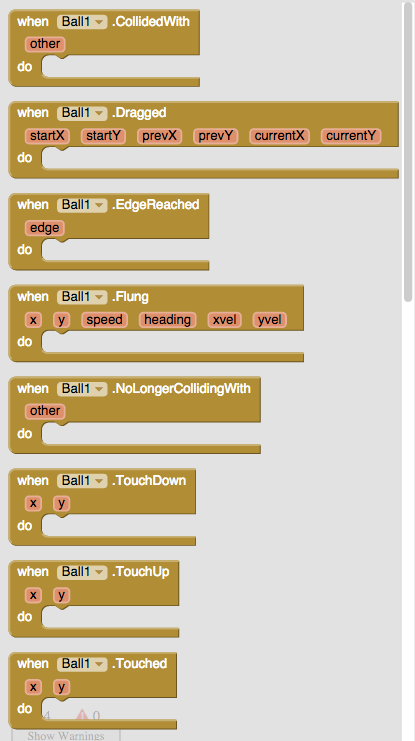 when Ball1 .CollidedWith
other
do
when Ball1 .Dragged
startX startY prevX prevY currentX currentY
do
when Ball1 .EdgeReached
edge
do
when Ball1 .Flung
x y speed heading xvel yvel
do
when Ball1 .NoLongerCollidingWith
other
do
when Ball1 .TouchDown
x y
do
when Ball1 .TouchUp
x y
do
when Ball1 .Touched
x y
do 4 0
Show Warnings